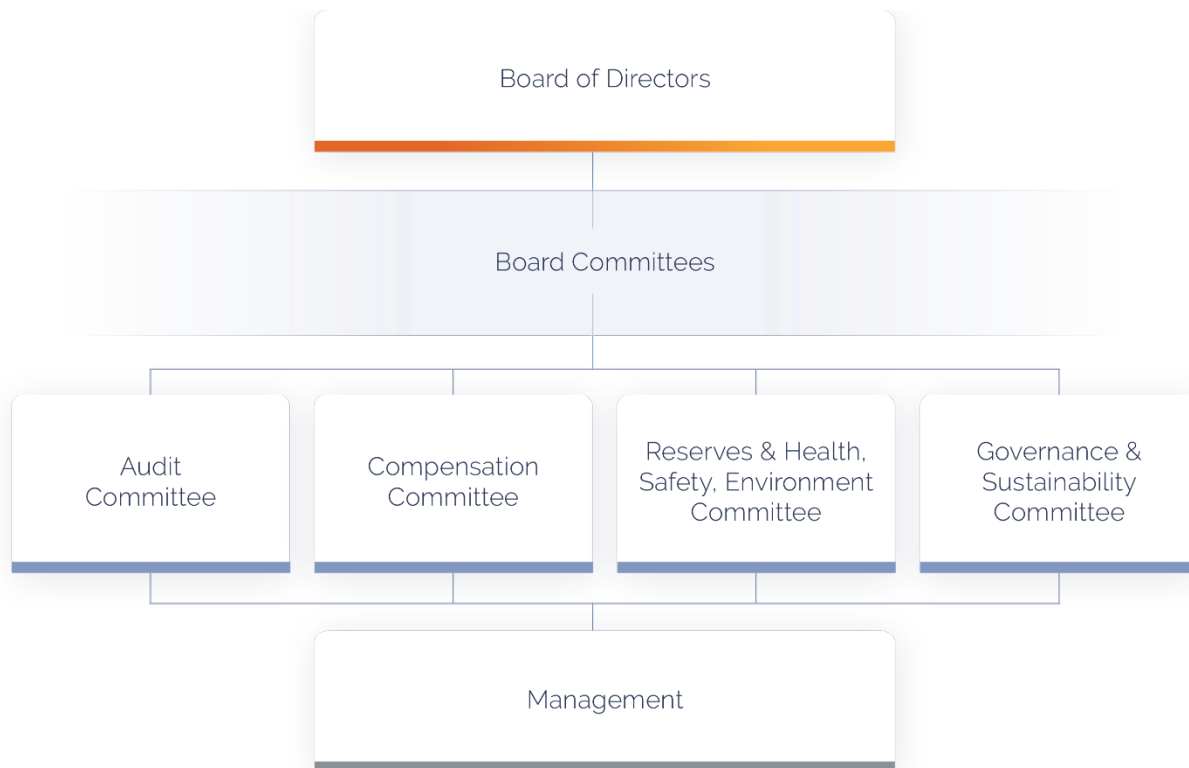 Board of Directors
Board Committees
Audit
Committee
Compensation
Committee
Reserves & Health,
Safety, Environment
Committee
Governance &
Sustainability
Committee
Management